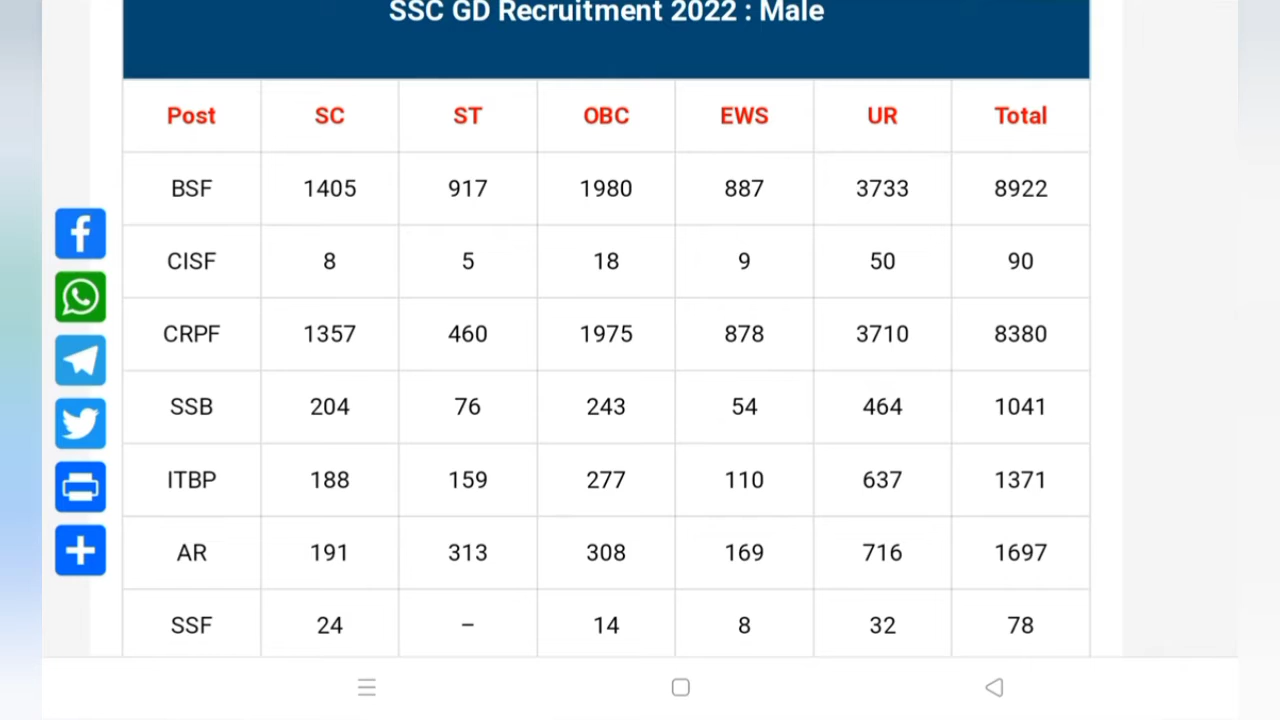 SSC GD Recruitment 2022 : Male
Post SC ST OBC EWS UR Total
BSF 1405 917 1980 887 3733 8922
CISF 8 5 18 9 50 90
CRPF 1357 460 1975 878 3710 8380
SSB 204 76 243 54 464 1041
ITBP 188 159 277 110 637 1371
AR 191 313 308 169 716 1697
SSF 24 – 14 8 32 78